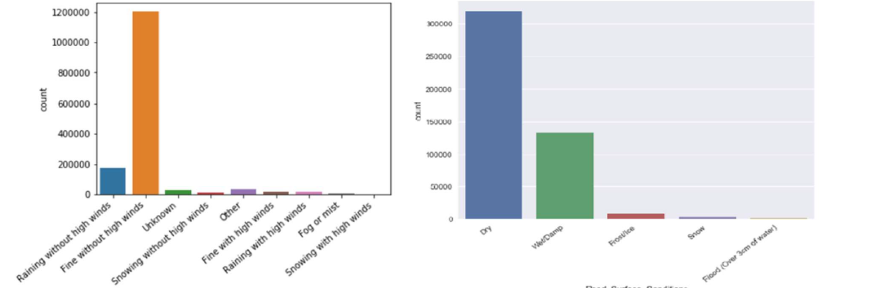 1200000
1000000
800000
600000
400000
200000
0
count
Raining without high winds
Fine without high winds
Unknown
Snowing without high winds
Other
Fine with high winds
Raining with high winds
Fog or mist
Snowing with high winds
300000
250000
200000
150000
100000
50000
0
count
Dry
Wet/Damp
Frost/Ice
Snow
Flood (Over 3cm of water)